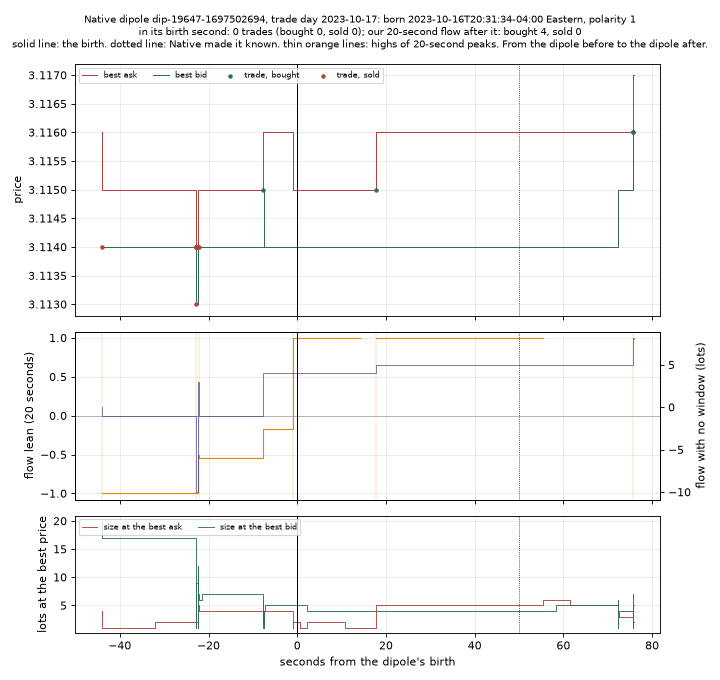 Native dipole dip-19647-1697502694, trade day 2023-10-17: born 2023-10-16T20:31:34-04:00 Eastern, polarity 1
in its birth second: 0 trades (bought 0, sold 0); our 20-second flow after it: bought 4, sold 0
solid line: the birth. dotted line: Native made it known. thin orange lines: highs of 20-second peaks. From the dipole before to the dipole after.
best ask
best bid
trade, bought
trade, sold
3.1170
3.1165
3.1160
3.1155
3.1150
3.1145
3.1140
3.1135
3.1130
price
1.0
0.5
0.0
−0.5
−1.0
flow lean (20 seconds)
5
0
−5
−10
flow with no window (lots)
size at the best ask
size at the best bid
20
15
10
5
lots at the best price
−40
−20
0
20
40
60
80
seconds from the dipole's birth